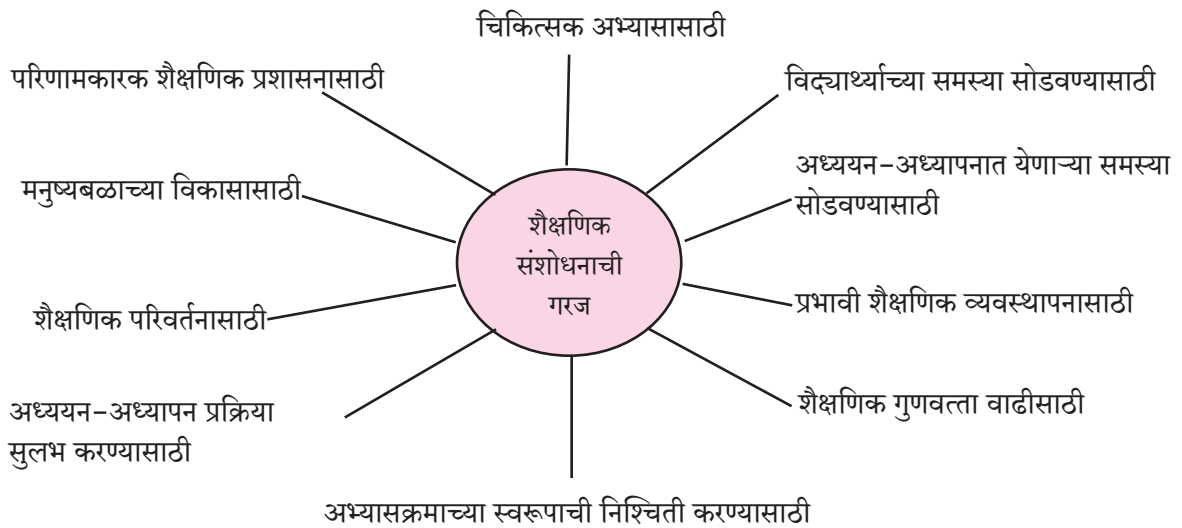 चिकित्सक अभ्यासासाठी
परिणामकारक शैक्षणिक प्रशासनासाठी
विद्यार्थ्याच्या समस्या सोडवण्यासाठी
अध्ययन–अध्यापनात येणाऱ्या समस्या
सोडवण्यासाठी
मनुष्यबळाच्या विकासासाठी
शैक्षणिक
संशोधनाची
गरज
प्रभावी शैक्षणिक व्यवस्थापनासाठी
शैक्षणिक परिवर्तनासाठी
शैक्षणिक गुणवत्ता वाढीसाठी
अध्ययन–अध्यापन प्रक्रिया
सुलभ करण्यासाठी
अभ्यासक्रमाच्या स्वरूपाची निश्चिती करण्यासाठी